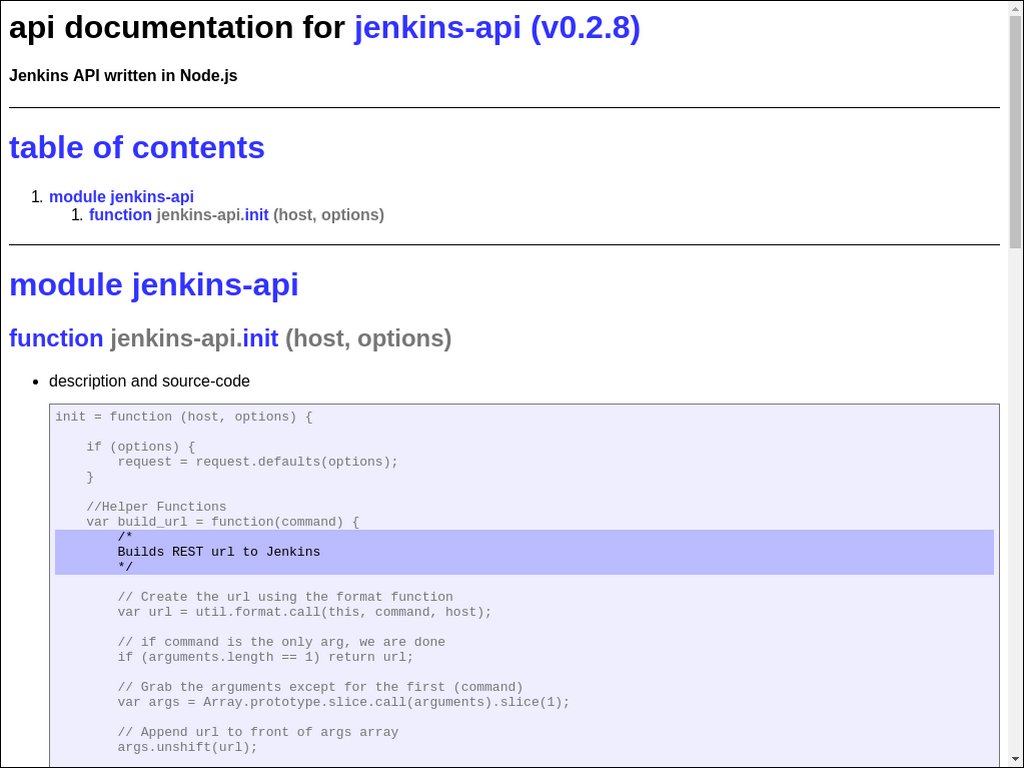 api documentation for jenkins-api (v0.2.8)
Jenkins API written in Node.js
table of contents
1. module jenkins-api
1. function jenkins-api.init (host, options)
module jenkins-api
function jenkins-api.init (host, options)
• description and source-code
init = function (host, options) {
    if (options) {
        request = request.defaults(options);
    }
    //Helper Functions
    var build_url = function(command) {
        /*
        Builds REST url to Jenkins
        */
        // Create the url using the format function
        var url = util.format.call(this, command, host);
        // if command is the only arg, we are done
        if (arguments.length == 1) return url;
        // Grab the arguments except for the first (command)
        var args = Array.prototype.slice.call(arguments).slice(1);
        // Append url to front of args array
        args.unshift(url);